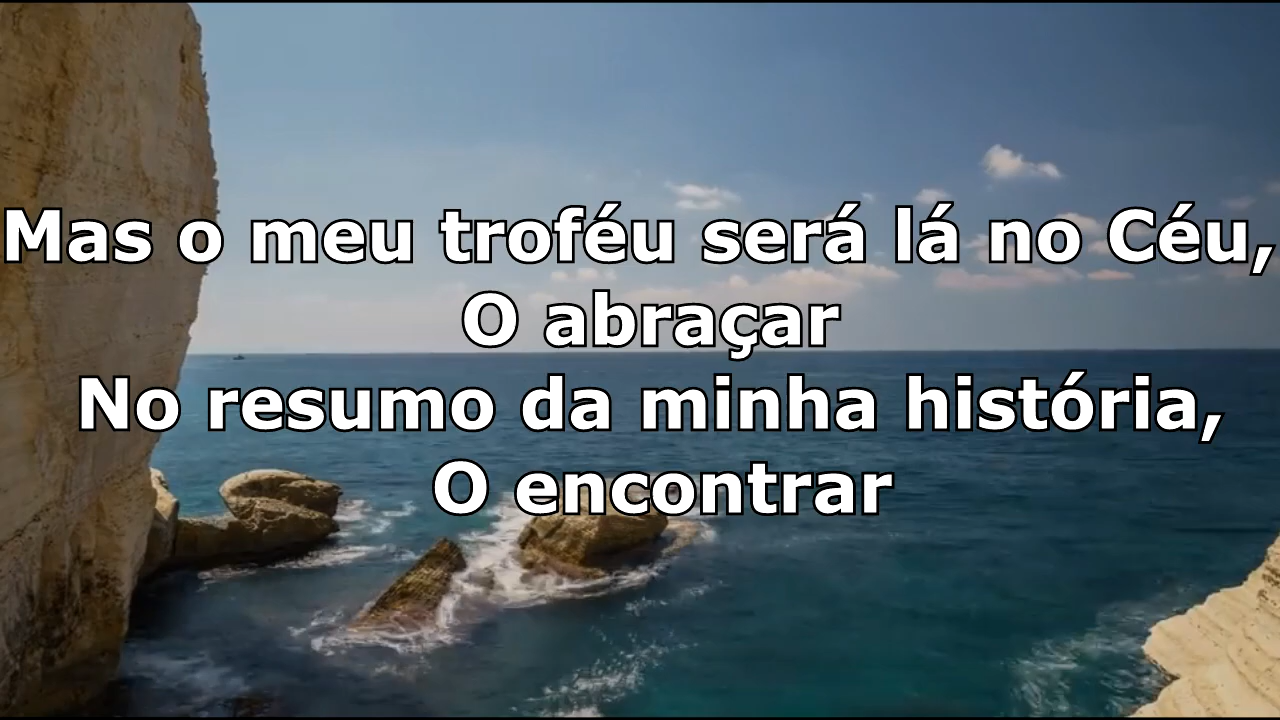 Mas o meu troféu será lá no Céu,
O abraçar
No resumo da minha história,
O encontrar